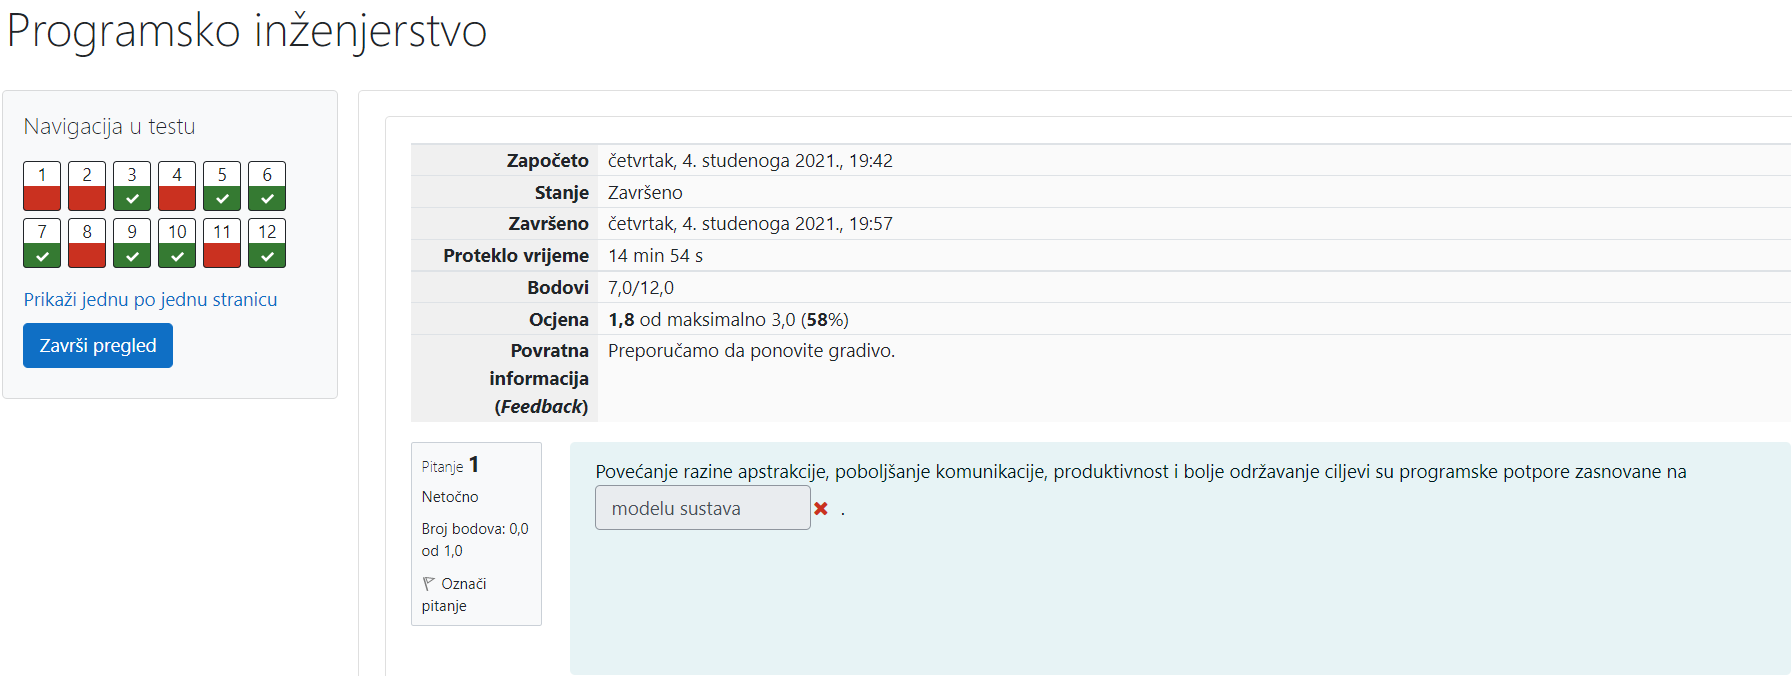 Programsko inženjerstvo
Navigacija u testu
1 2 3 4 5 6
7 8 9 10 11 12
Prikaži jednu po jednu stranicu
Završi pregled
Započeto četvrtak, 4. studenoga 2021., 19:42
Stanje Završeno
Završeno četvrtak, 4. studenoga 2021., 19:57
Proteklo vrijeme 14 min 54 s
Bodovi 7,0/12,0
Ocjena 1,8 od maksimalno 3,0 (58%)
Povratna Preporučamo da ponovite gradivo.
informacija
(Feedback)
Pitanje 1
Netočno
Broj bodova: 0,0
od 1,0
Označi
pitanje
Povećanje razine apstrakcije, poboljšanje komunikacije, produktivnost i bolje održavanje ciljevi su programske potpore zasnovane na
modelu sustava .